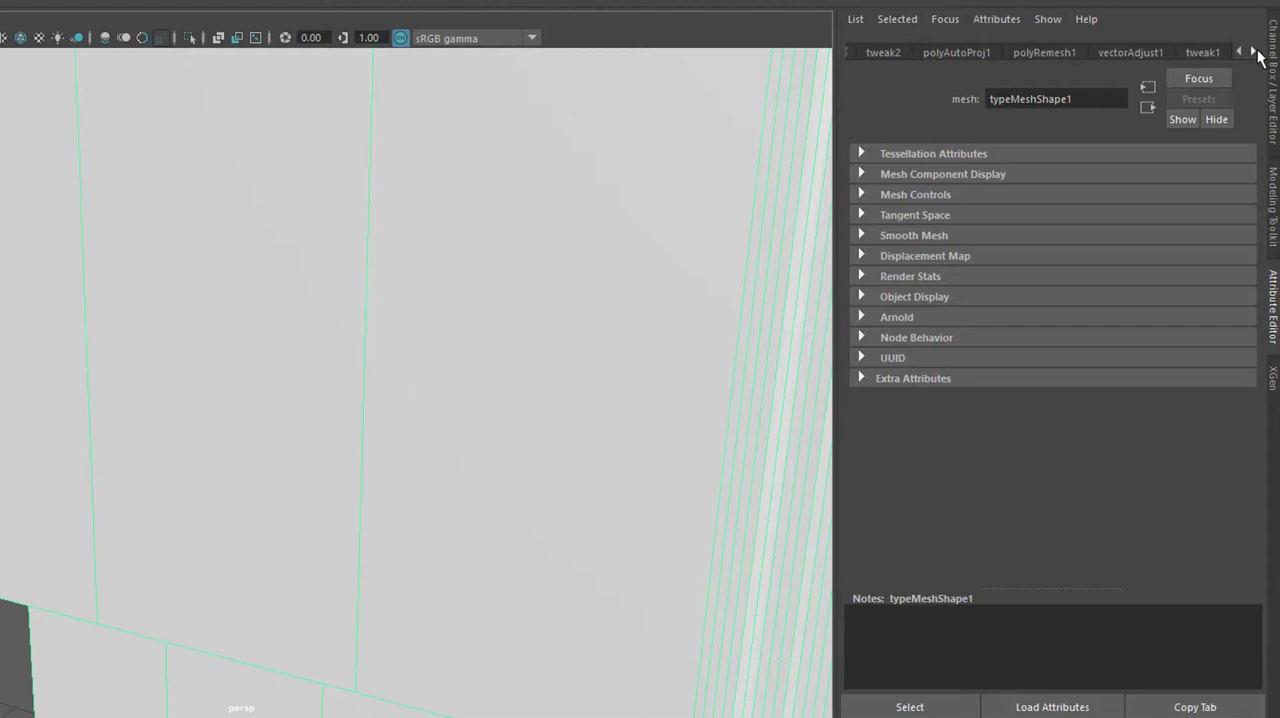 List Selected Focus Attributes Show Help
0.00 1.00 sRGB gamma
tweak2 polyAutoProj1 polyRemesh1 vectorAdjust1 tweak1
mesh: typeMeshShape1
Focus
Presets
Show Hide
Tessellation Attributes
Mesh Component Display
Mesh Controls
Tangent Space
Smooth Mesh
Displacement Map
Render Stats
Object Display
Arnold
Node Behavior
UUID
Extra Attributes
Notes: typeMeshShape1
Select Load Attributes Copy Tab
persp
Channel Box / Layer Editor
Modeling Toolkit
Attribute Editor
XGen